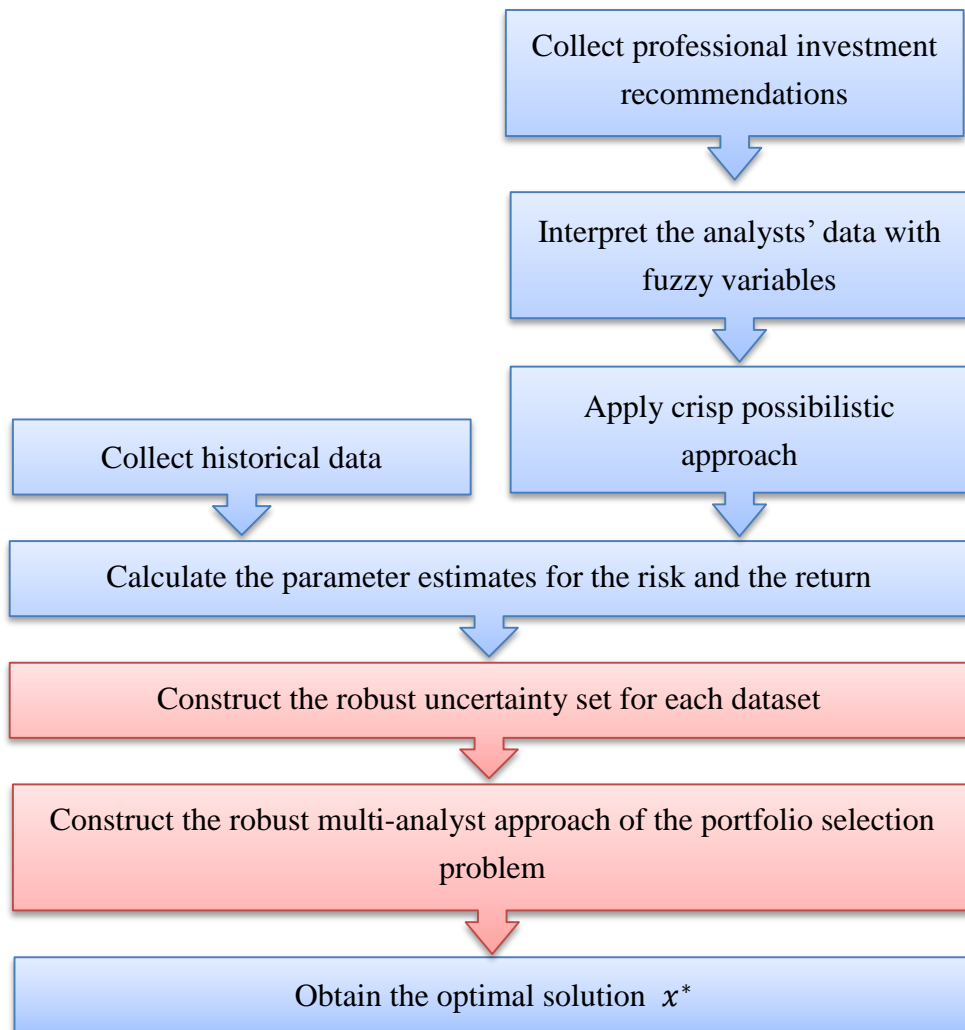 Collect professional investment
recommendations
Interpret the analysts’ data with
fuzzy variables
Apply crisp possibilistic
approach
Collect historical data
Calculate the parameter estimates for the risk and the return
Construct the robust uncertainty set for each dataset
Construct the robust multi-analyst approach of the portfolio selection
problem
Obtain the optimal solution x*